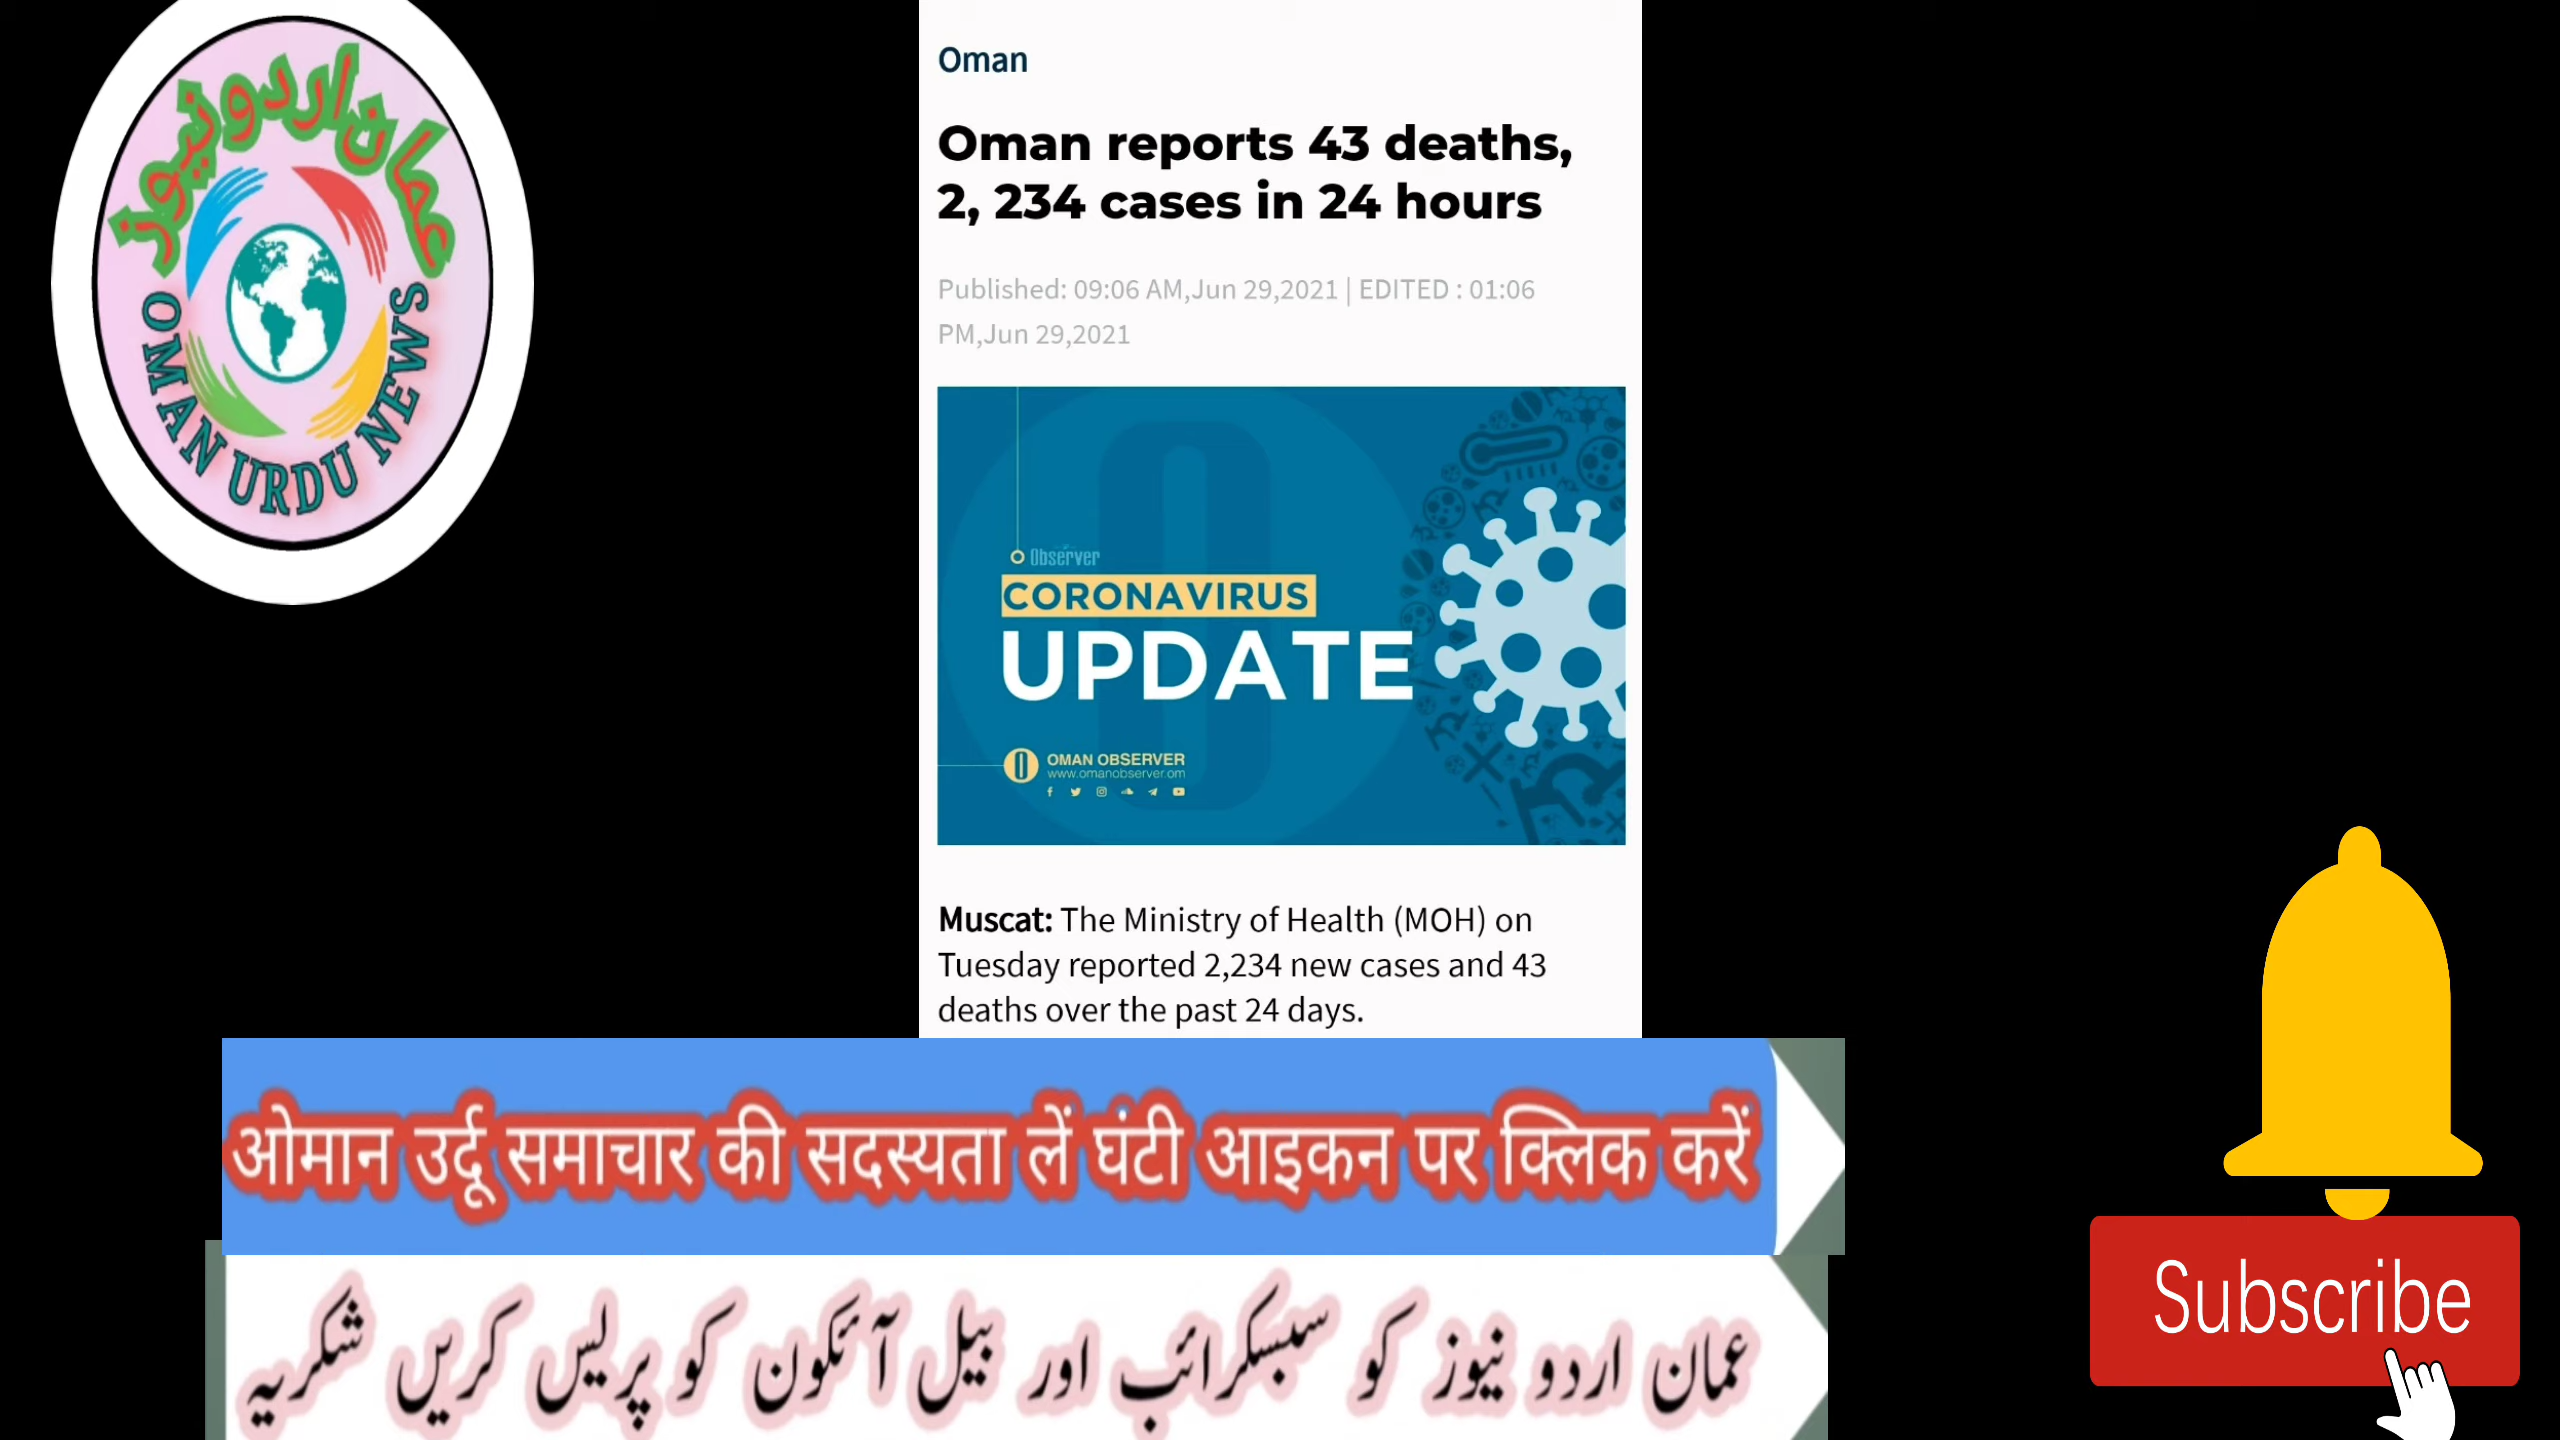 عمان اردو نیوز
OMAN URDU NEWS
Oman
Oman reports 43 deaths,
2, 234 cases in 24 hours
Published: 09:06 AM,Jun 29,2021 | EDITED : 01:06
PM,Jun 29,2021
Observer
CORONAVIRUS
UPDATE
OMAN OBSERVER
www.omanobserver.om
Muscat: The Ministry of Health (MOH) on
Tuesday reported 2,234 new cases and 43
deaths over the past 24 days.
ओमान उर्दू समाचार की सदस्यता लें घंटी आइकन पर क्लिक करें
عمان اردو نیوز کو سبسکرائب اور بیل آئکون کو پریس کریں شکریہ
Subscribe